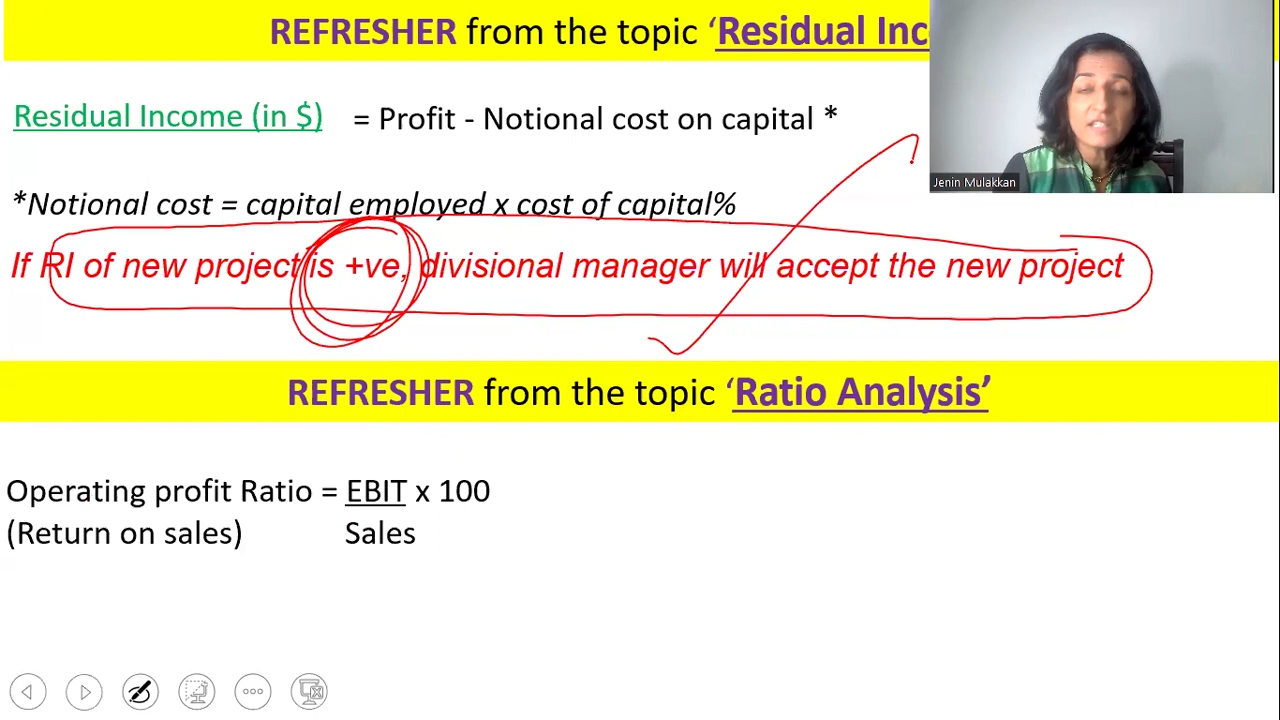 REFRESHER from the topic ‘Residual Inc
Residual Income (in $) = Profit - Notional cost on capital *
Jenin Mulakkan
*Notional cost = capital employed x cost of capital%
If RI of new project is +ve, divisional manager will accept the new project
REFRESHER from the topic ‘Ratio Analysis’
Operating profit Ratio = EBIT x 100
(Return on sales) Sales